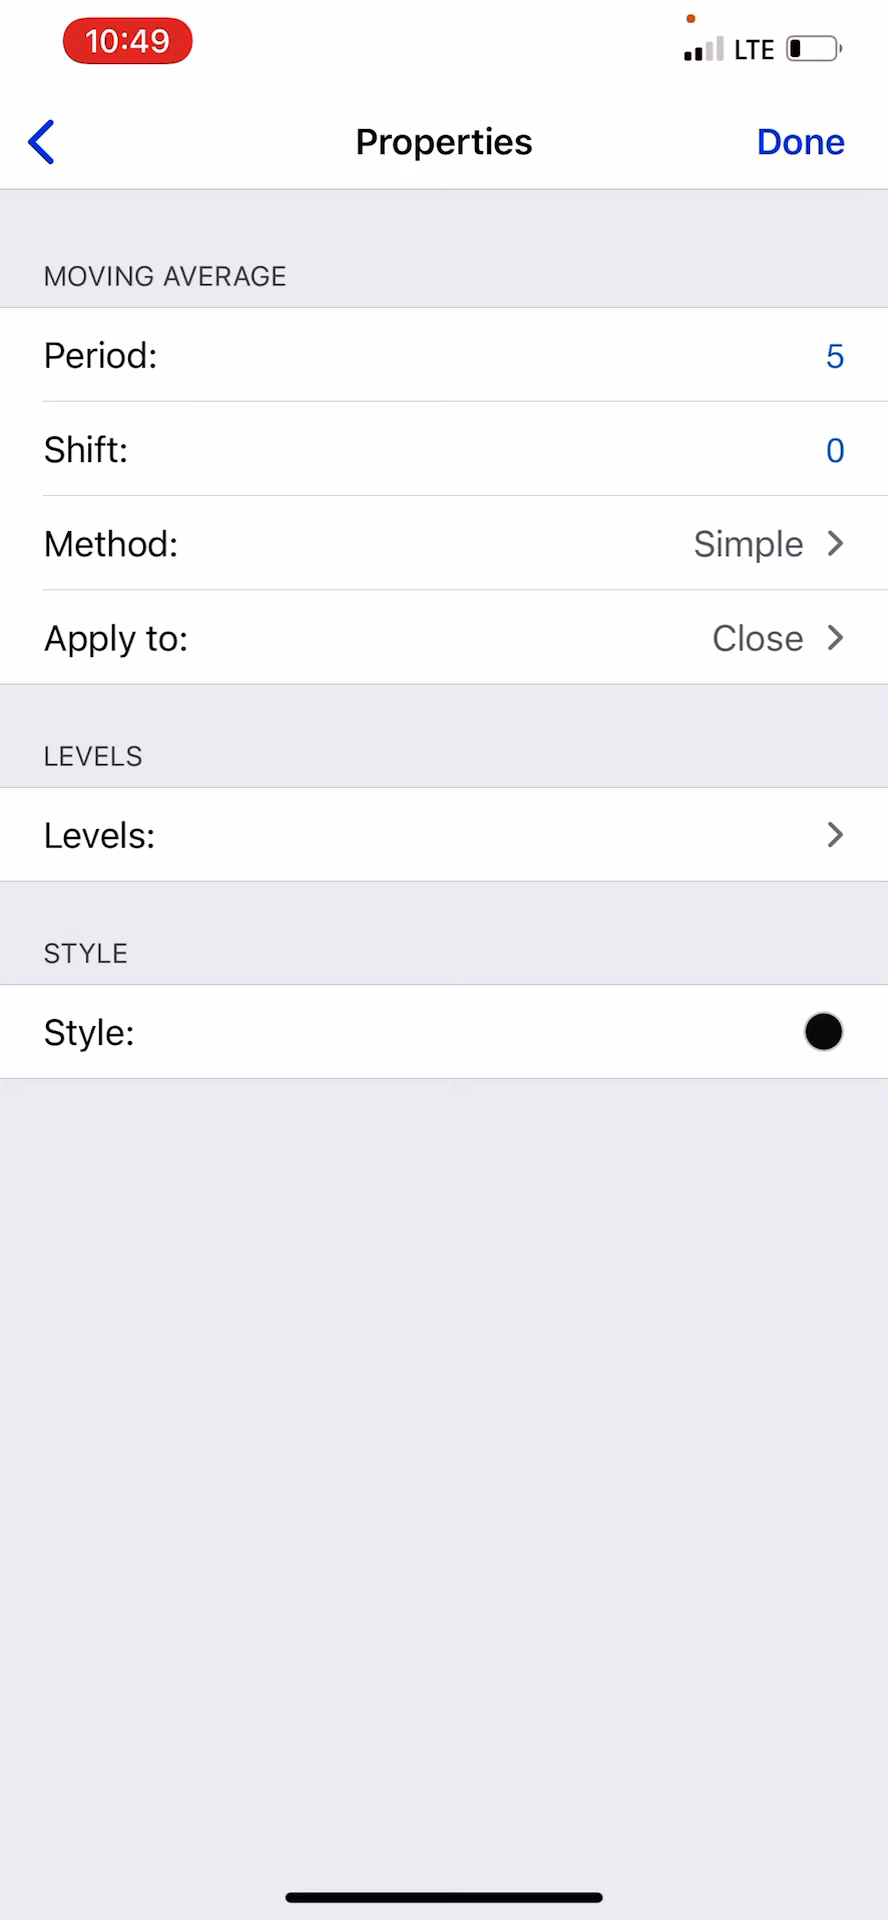 10:49
LTE
Properties
Done
MOVING AVERAGE
Period: 5
Shift: 0
Method: Simple
Apply to: Close
LEVELS
Levels:
STYLE
Style: